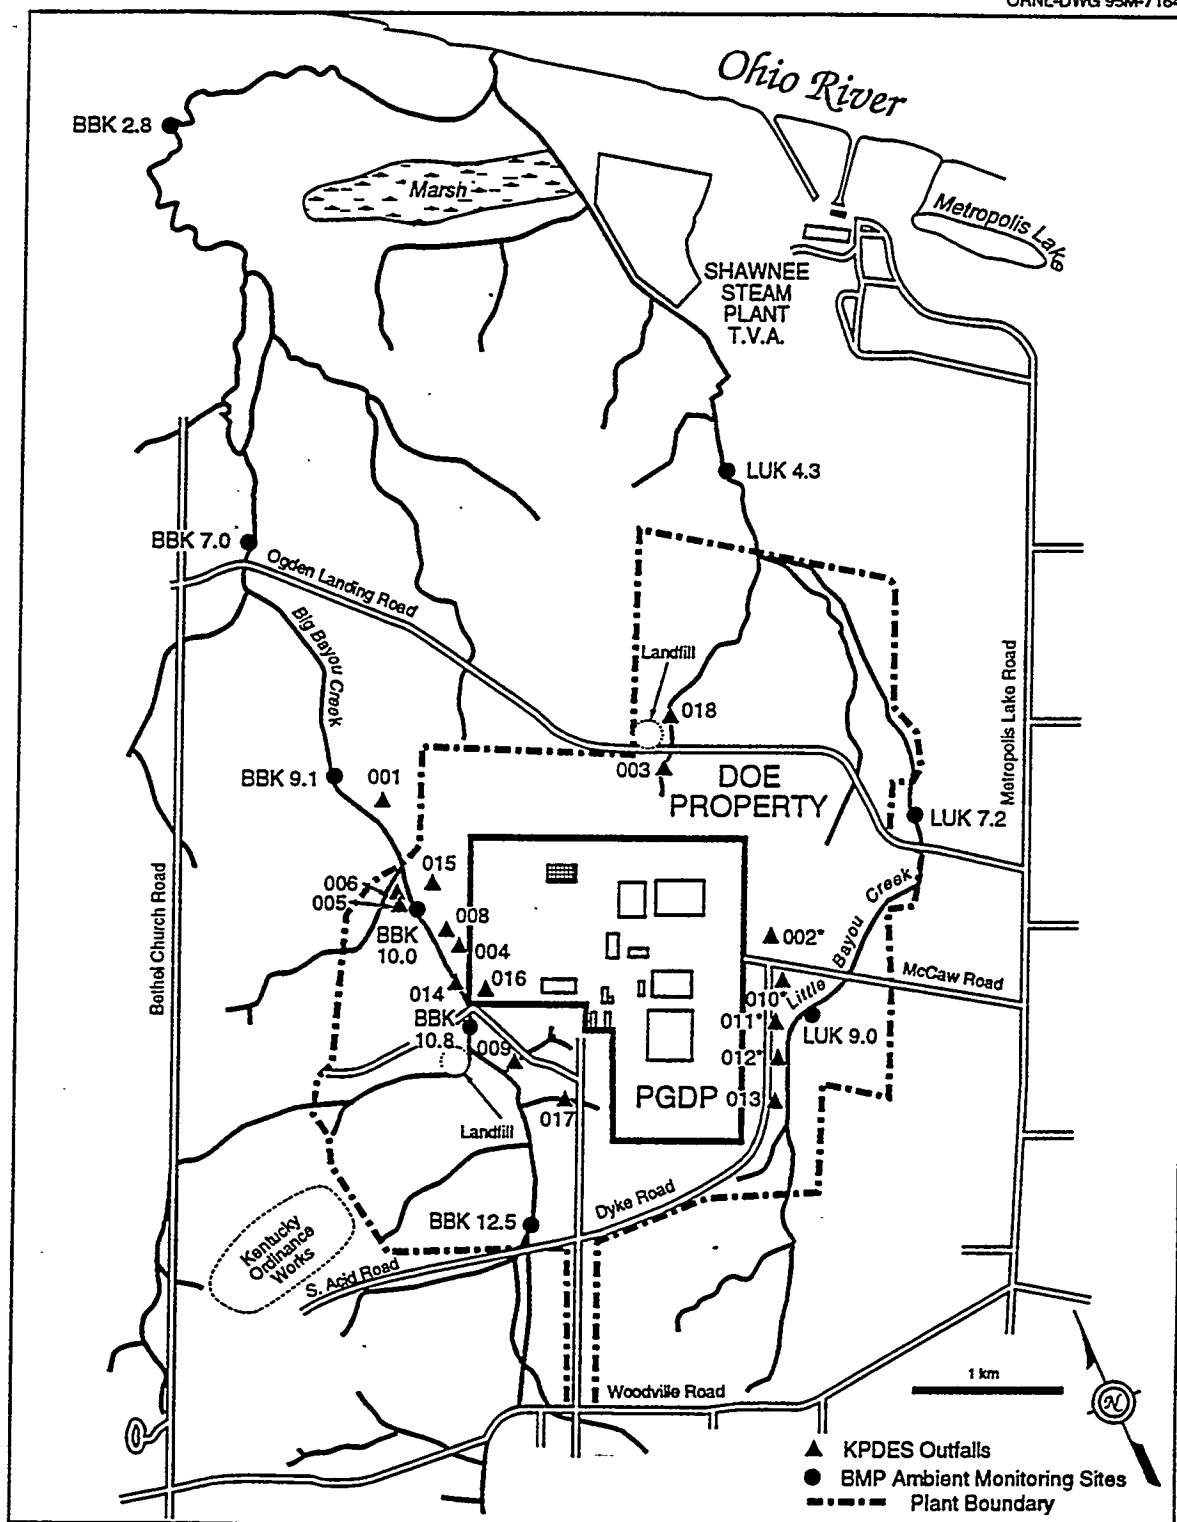 ORNL-DWG 95M-7164
Ohio River
BBK 2.8
Marsh
Metropolis Lake
SHAWNEE
STEAM
PLANT
T.V.A.
LUK 4.3
BBK 7.0
Ogden Landing Road
Big Bayou Creek
Landfill
Metropolis Lake Road
018
003
DOE
PROPERTY
BBK 9.1
001
LUK 7.2
015
006
005
Bethel Church Road
008
BBK
10.0
004
002*
Little Bayou Creek
McCaw Road
014
016
010*
BBK
10.8
011*
LUK 9.0
009
012*
PGDP
013
017
Landfill
Dyke Road
BBK 12.5
Kentucky
Ordinance
Works
S. Acid Road
1 km
Woodville Road
N
KPDES Outfalls
BMP Ambient Monitoring Sites
Plant Boundary